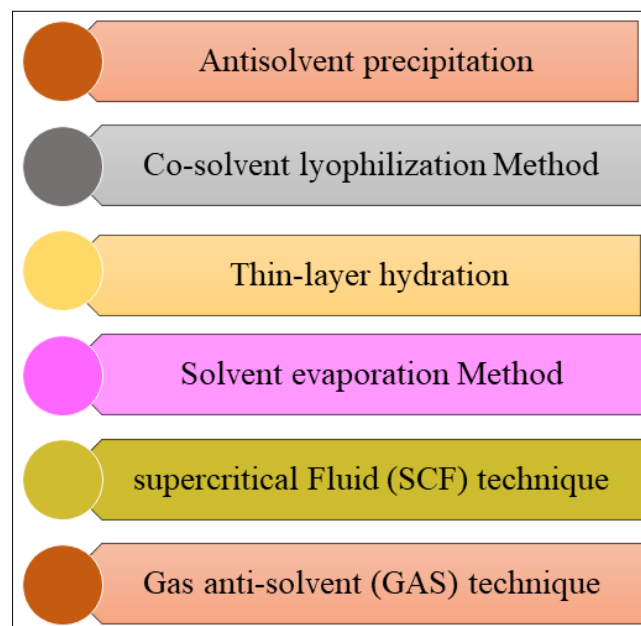 Antisolvent precipitation
Co-solvent lyophilization Method
Thin-layer hydration
Solvent evaporation Method
supercritical Fluid (SCF) technique
Gas anti-solvent (GAS) technique